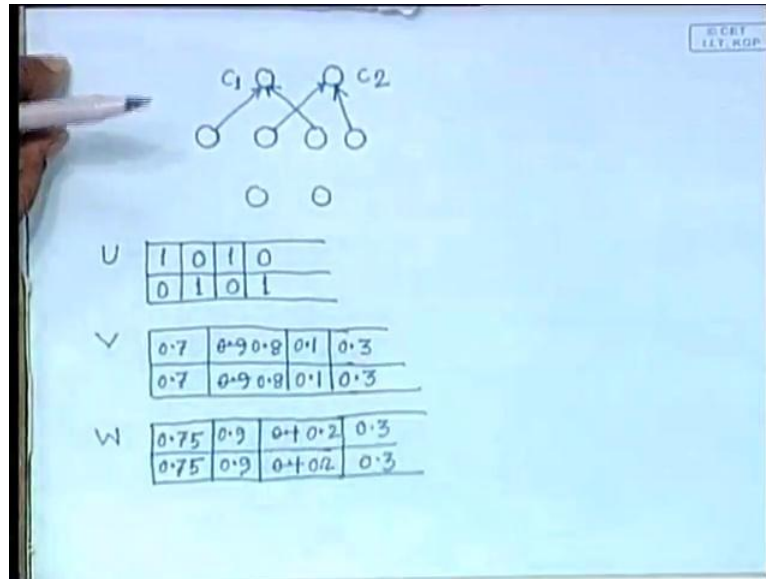 © CET
I.I.T. KGP
C1 C2
U 1 0 1 0
0 1 0 1
V 0.7 0.9 0.8 0.1 0.3
0.7 0.9 0.8 0.1 0.3
W 0.75 0.9 0.1 0.2 0.3
0.75 0.9 0.1 0.2 0.3